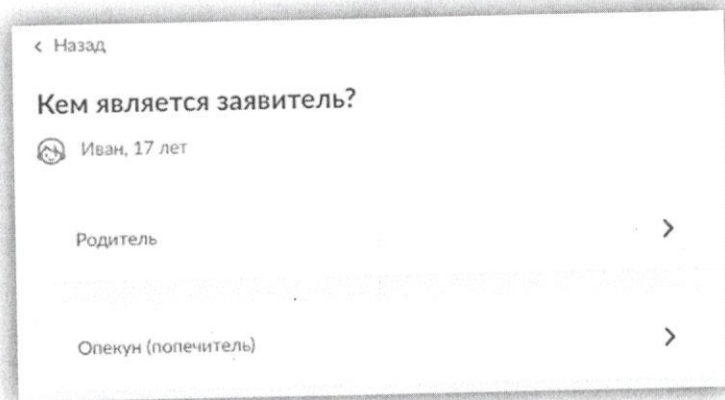 < Назад
Кем является заявитель?
Иван, 17 лет
Родитель
Опекун (попечитель)